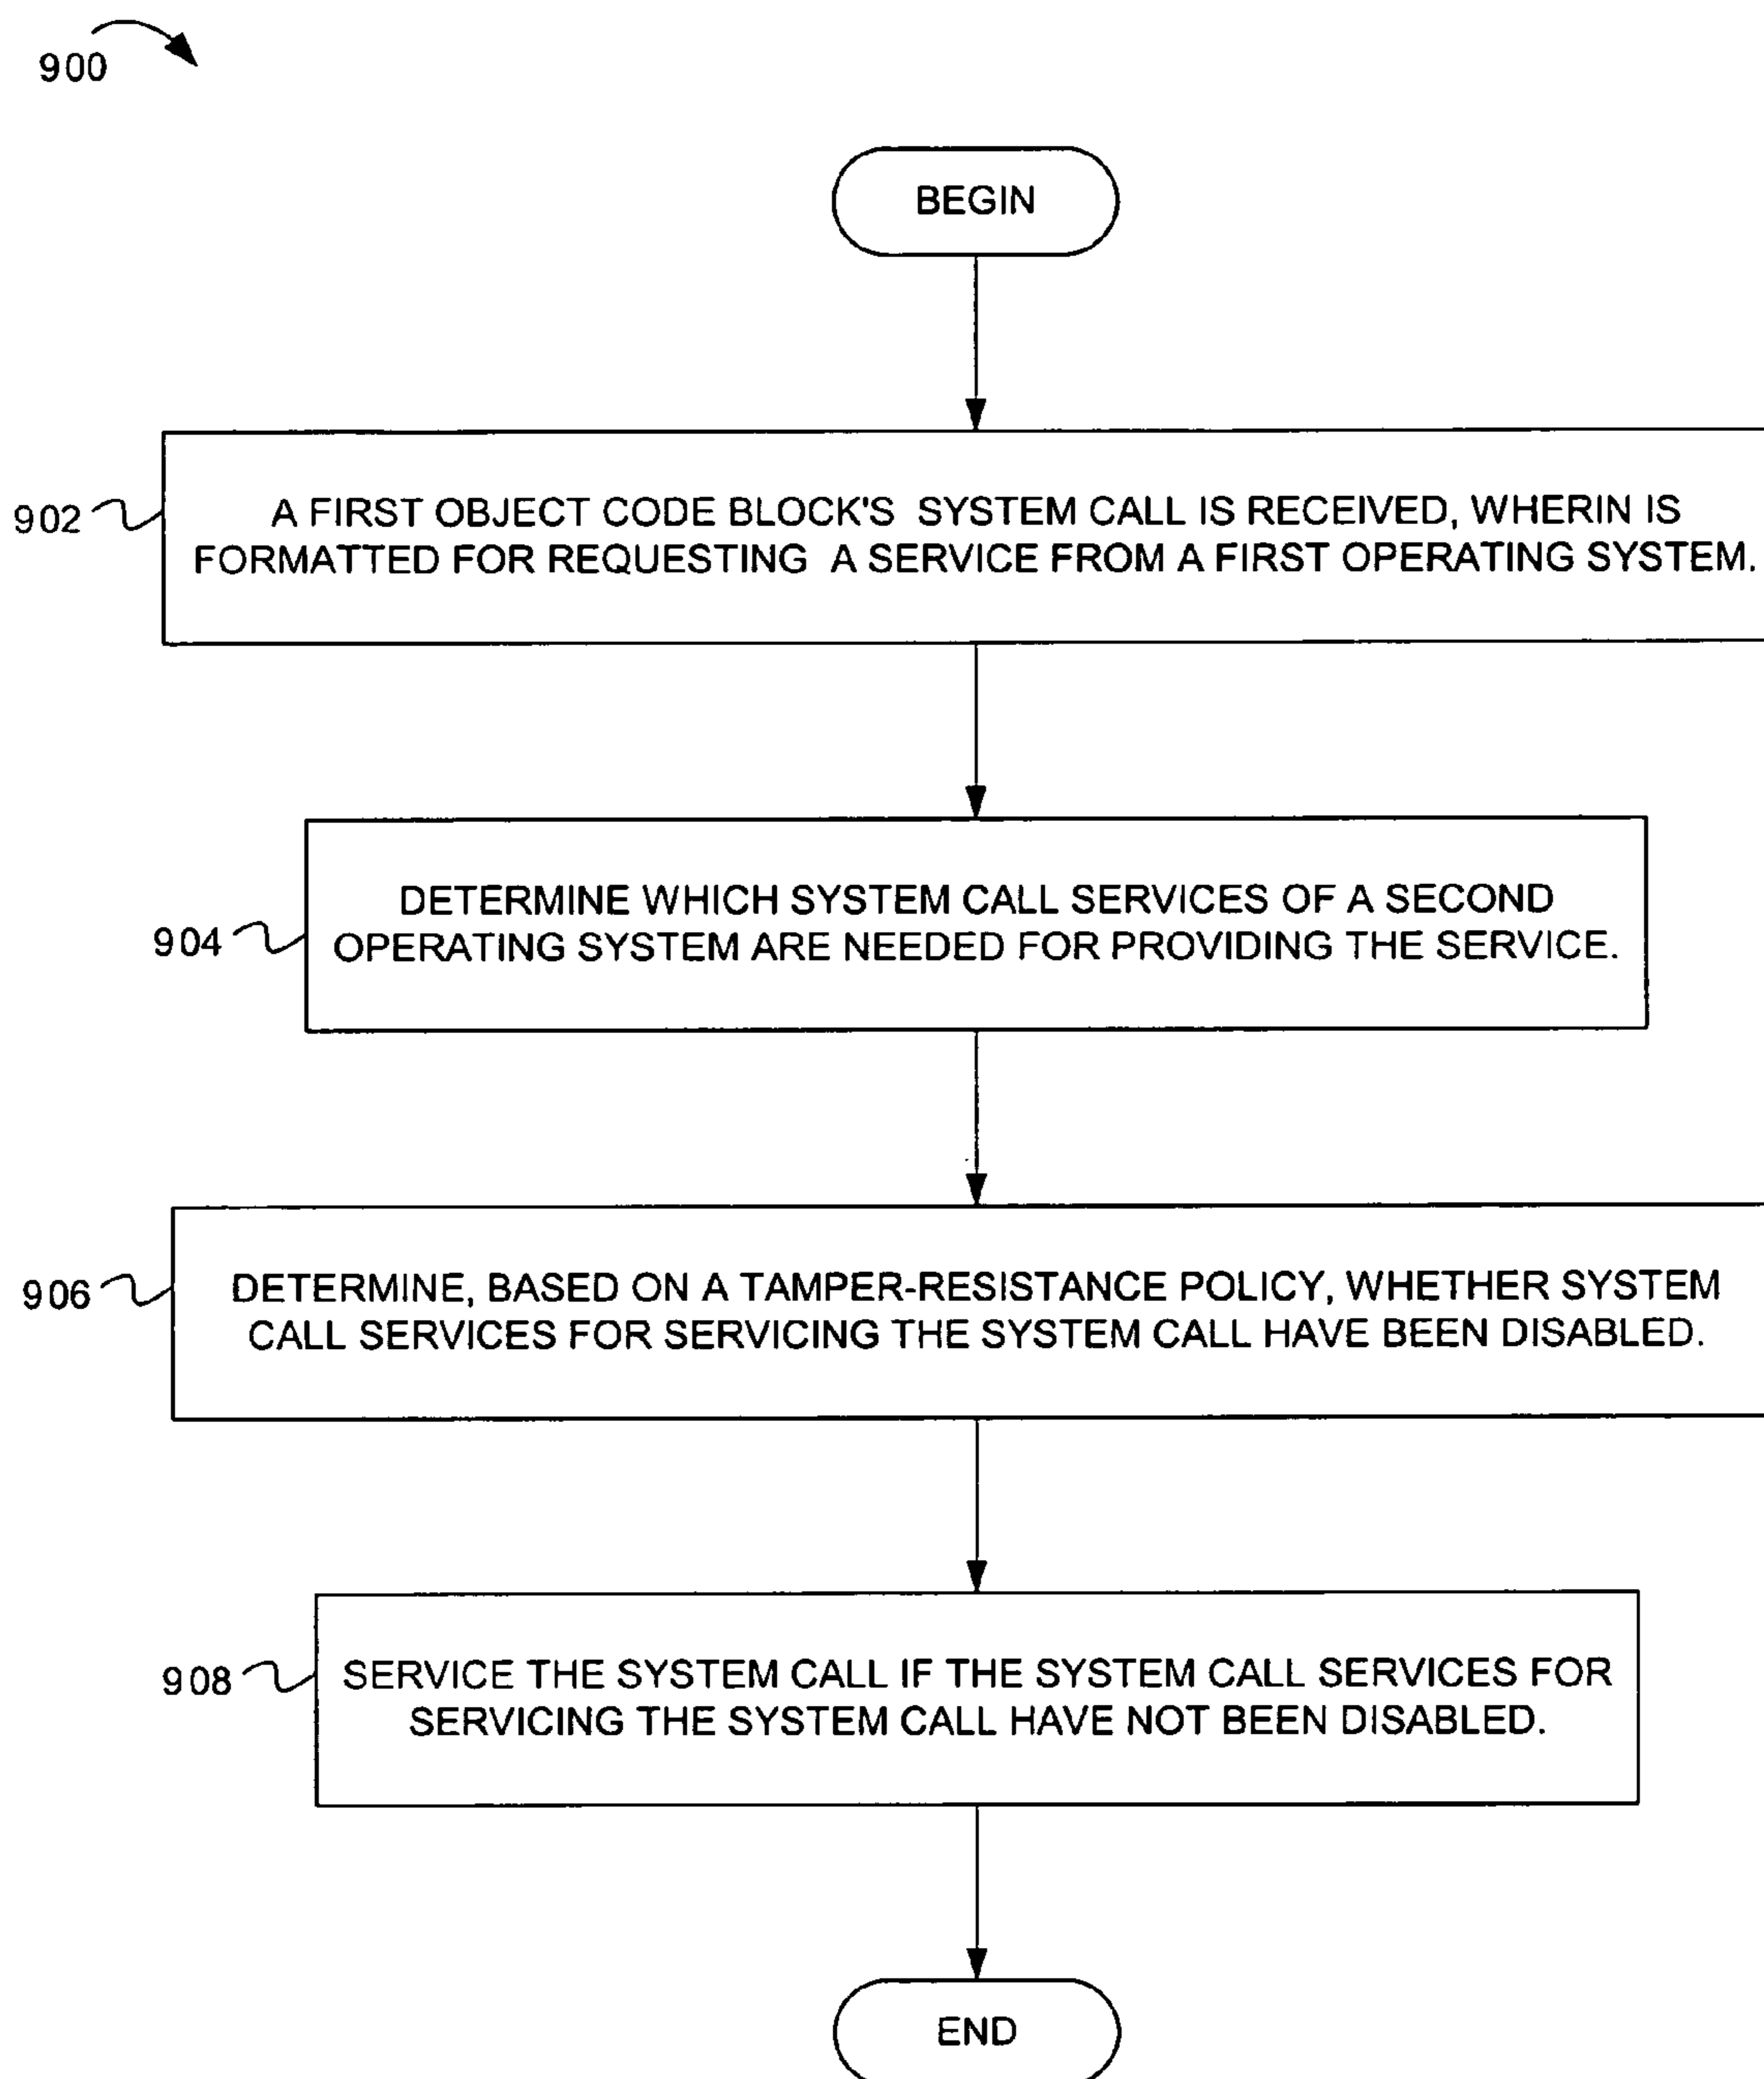 900
BEGIN
902
A FIRST OBJECT CODE BLOCK'S SYSTEM CALL IS RECEIVED, WHERIN IS
FORMATTED FOR REQUESTING A SERVICE FROM A FIRST OPERATING SYSTEM.
904
DETERMINE WHICH SYSTEM CALL SERVICES OF A SECOND
OPERATING SYSTEM ARE NEEDED FOR PROVIDING THE SERVICE.
906
DETERMINE, BASED ON A TAMPER-RESISTANCE POLICY, WHETHER SYSTEM
CALL SERVICES FOR SERVICING THE SYSTEM CALL HAVE BEEN DISABLED.
908
SERVICE THE SYSTEM CALL IF THE SYSTEM CALL SERVICES FOR
SERVICING THE SYSTEM CALL HAVE NOT BEEN DISABLED.
END